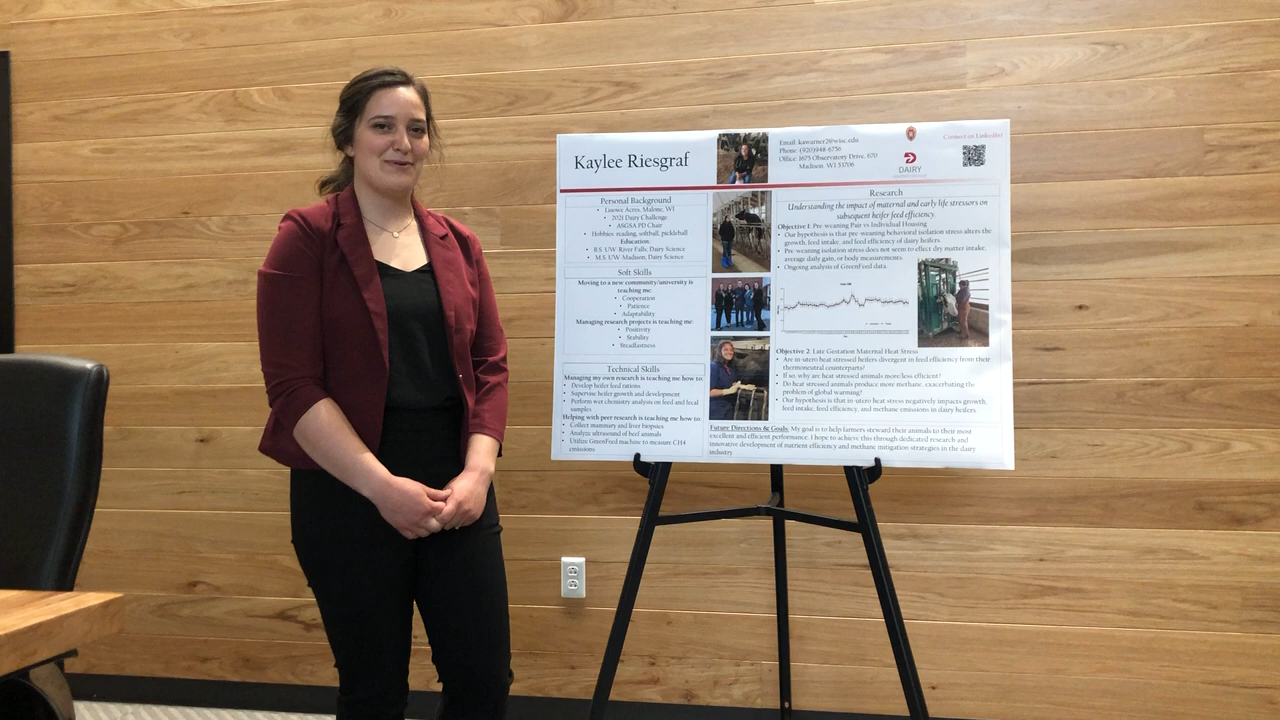 Kaylee Riesgraf
Email: kawarner2@wisc.edu
Phone: (920)948-6756
Office: 1675 Observatory Drive, 670
Madison, WI 53706
DAIRY
Connect on LinkedIn!
Personal Background
• Lisowe Acres, Malone, WI
• 2021 Dairy Challenge
• ASGSA PD Chair
• Hobbies: reading, softball, pickleball
Education:
• B.S. UW-River Falls, Dairy Science
• M.S. UW-Madison, Dairy Science
Soft Skills
Moving to a new community/university is
teaching me:
• Cooperation
• Patience
• Adaptability
Managing research projects is teaching me:
• Positivity
• Stability
• Steadfastness
Technical Skills
Managing my own research is teaching me how to:
• Develop heifer feed rations
• Supervise heifer growth and development
• Perform wet chemistry analysis on feed and fecal
samples
Helping with peer research is teaching me how to:
• Collect mammary and liver biopsies
• Analyze ultrasound of beef animals
• Utilize GreenFeed machine to measure CH4
emissions
Research
Understanding the impact of maternal and early life stressors on
subsequent heifer feed efficiency.
Objective 1: Pre-weaning Pair vs Individual Housing
• Our hypothesis is that pre-weaning behavioral isolation stress alters the
growth, feed intake, and feed efficiency of dairy heifers.
• Pre-weaning isolation stress does not seem to effect dry matter intake,
average daily gain, or body measurements
• Ongoing analysis of GreenFeed data.
Objective 2: Late Gestation Maternal Heat Stress
• Are in-utero heat stressed heifers divergent in feed efficiency from their
thermoneutral counterparts?
• If so, why are heat stressed animals more/less efficient?
• Do heat stressed animals produce more methane, exacerbating the
problem of global warming?
• Our hypothesis is that in-utero heat stress negatively impacts growth,
feed intake, feed efficiency, and methane emissions in dairy heifers
Future Directions & Goals: My goal is to help farmers steward their animals to their most
excellent and efficient performance. I hope to achieve this through dedicated research and
innovative development of nutrient efficiency and methane mitigation strategies in the dairy
industry